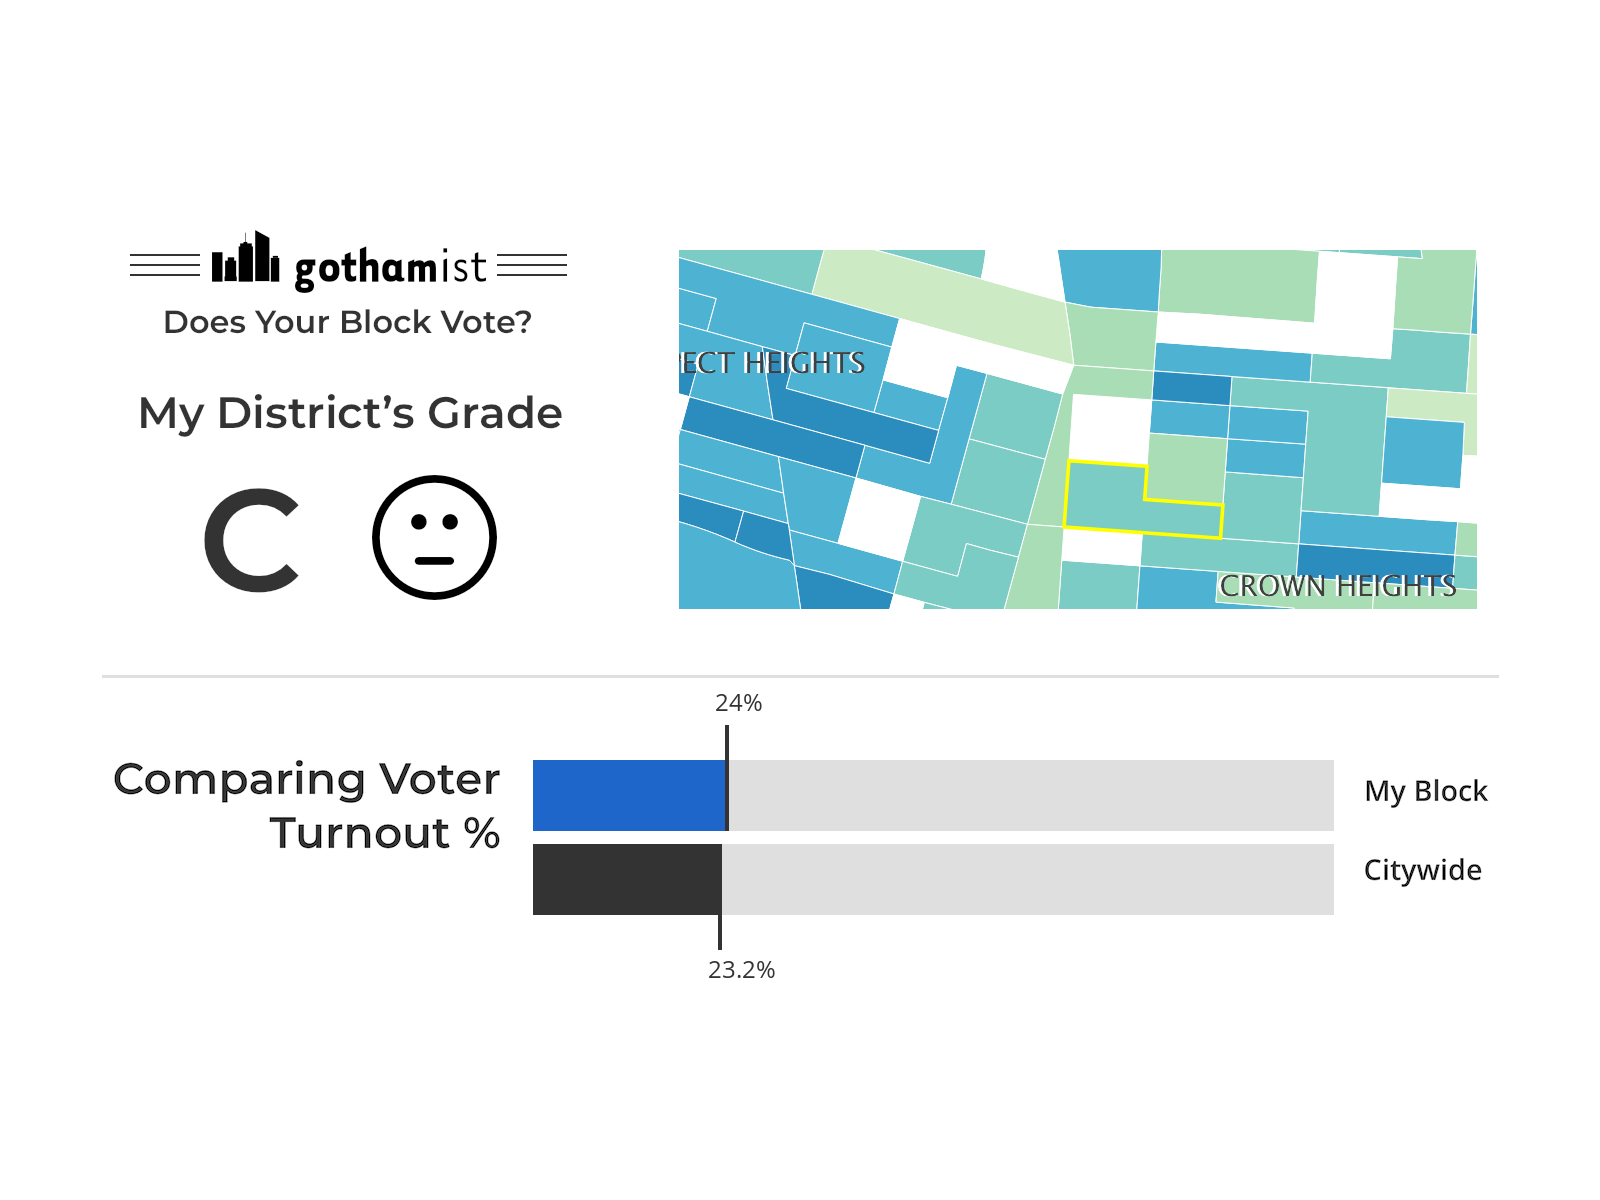 gothamist
Does Your Block Vote?
My District's Grade
C
ECT HEIGHTS
CROWN HEIGHTS
24%
Comparing Voter
Turnout %
My Block
Citywide
23.2%